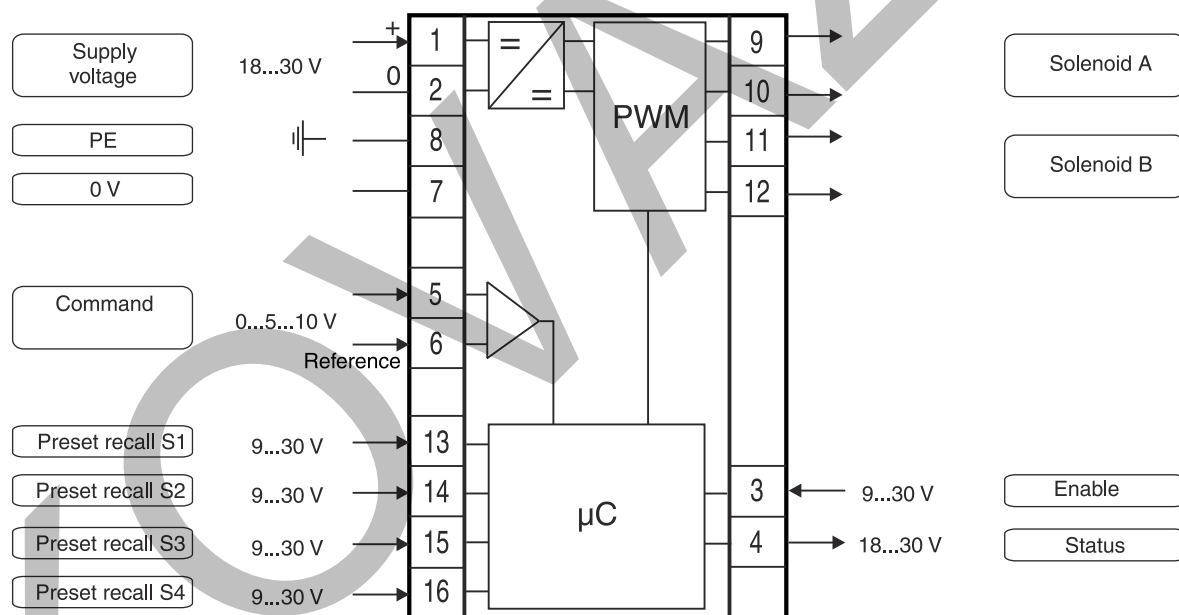 Supply
voltage
18...30 V
+
0
1
2
=
=
PWM
9
10
Solenoid A
PE
8
11
0 V
7
12
Solenoid B
Command
0...5...10 V
Reference
5
6
Preset recall S1
9...30 V
13
Preset recall S2
9...30 V
14
Preset recall S3
9...30 V
15
Preset recall S4
9...30 V
16
µC
3
9...30 V
Enable
4
18...30 V
Status